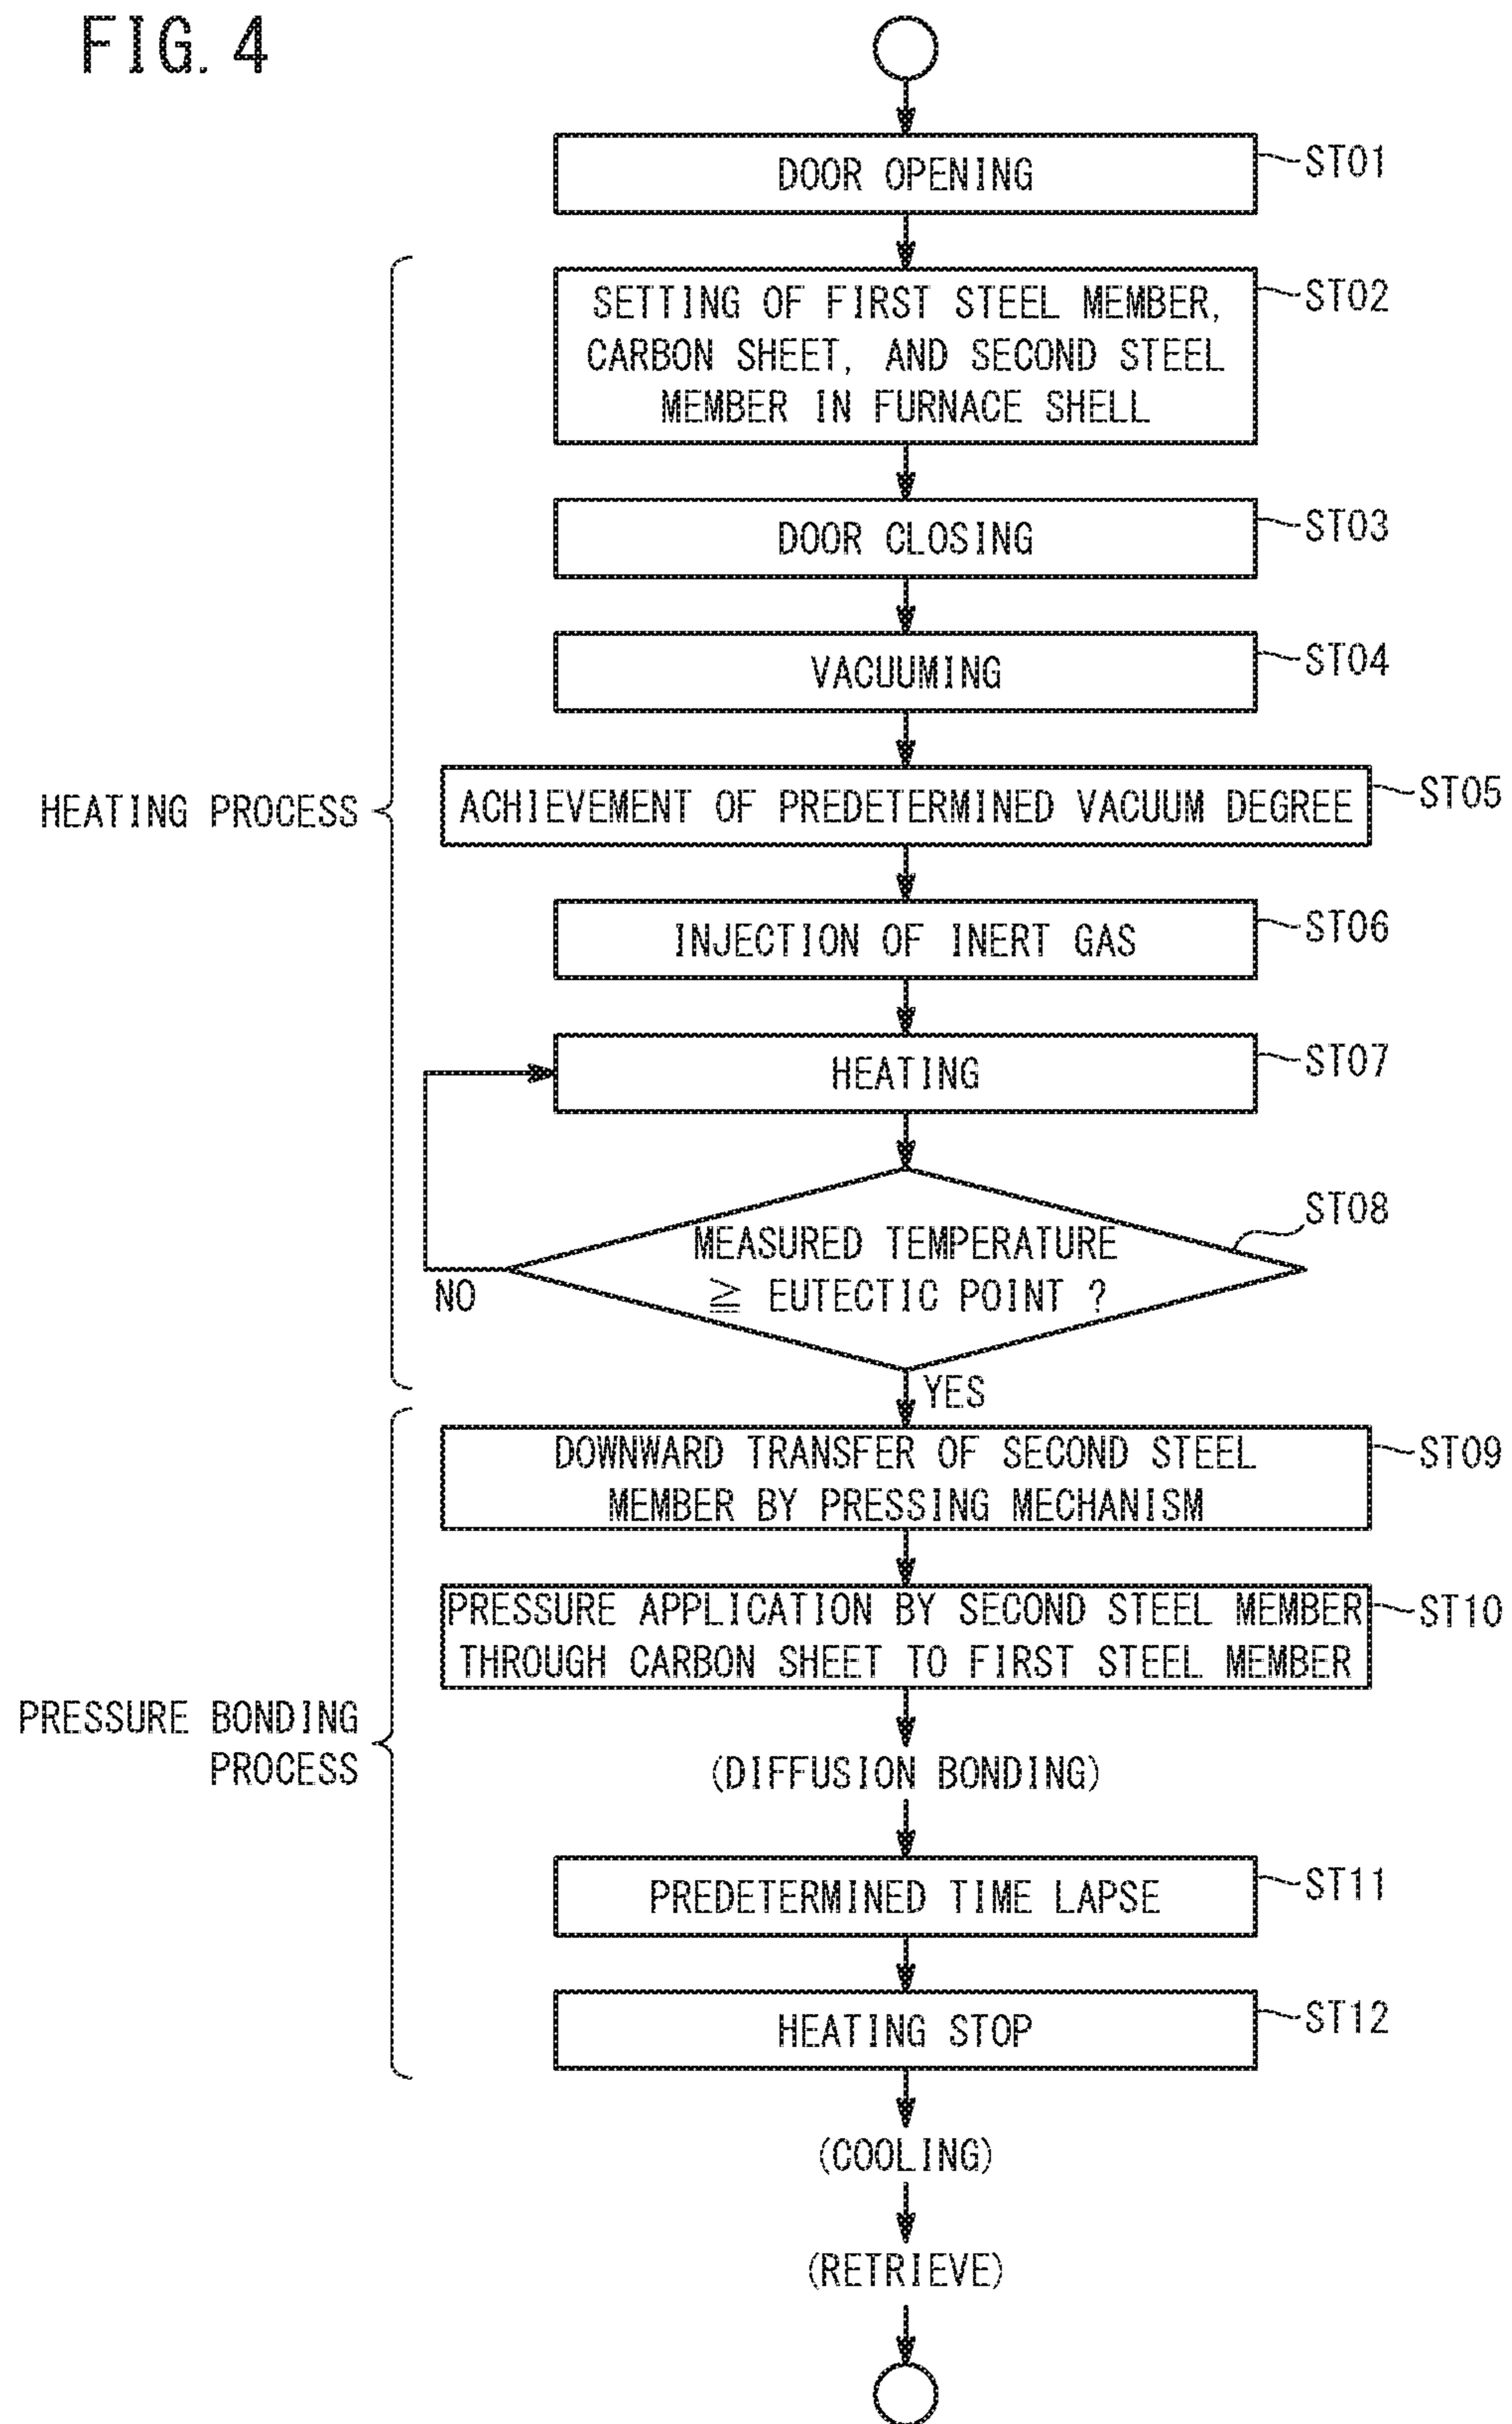 FIG. 4
DOOR OPENING
ST01
SETTING OF FIRST STEEL MEMBER,
CARBON SHEET, AND SECOND STEEL
MEMBER IN FURNACE SHELL
ST02
DOOR CLOSING
ST03
VACUUMING
ST04
HEATING PROCESS
ACHIEVEMENT OF PREDETERMINED VACUUM DEGREE
ST05
INJECTION OF INERT GAS
ST06
HEATING
ST07
MEASURED TEMPERATURE
≧ EUTECTIC POINT ?
ST08
NO
YES
DOWNWARD TRANSFER OF SECOND STEEL
MEMBER BY PRESSING MECHANISM
ST09
PRESSURE APPLICATION BY SECOND STEEL MEMBER
THROUGH CARBON SHEET TO FIRST STEEL MEMBER
ST10
PRESSURE BONDING
PROCESS
(DIFFUSION BONDING)
PREDETERMINED TIME LAPSE
ST11
HEATING STOP
ST12
(COOLING)
(RETRIEVE)